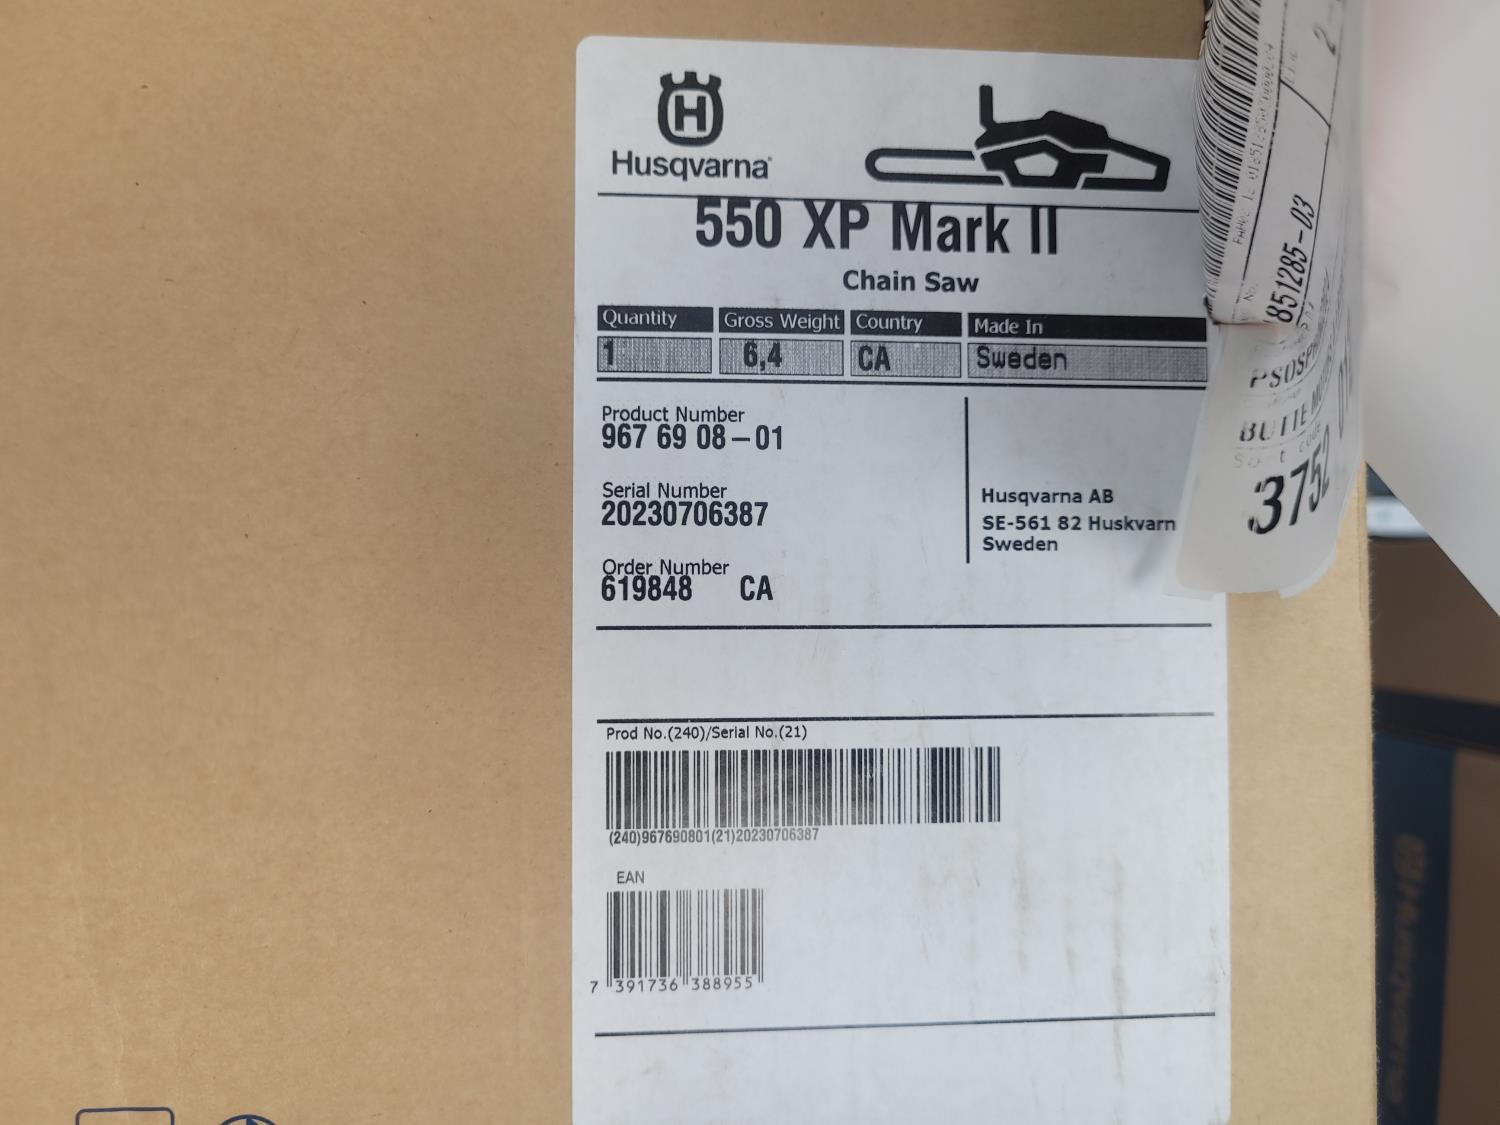 H
Husqvarna
550 XP Mark II
Chain Saw
Quantity Gross Weight Country Made In
1 6,4 CA Sweden
Product Number
967 69 08-01
Serial Number
20230706387
Order Number
619848 CA
Husqvarna AB
SE-561 82 Huskvarn
Sweden
Prod No.(240)/Serial No.(21)
(240)967690801(21)20230706387
EAN
7 391736 388955
851285-03
BUTTE
3752